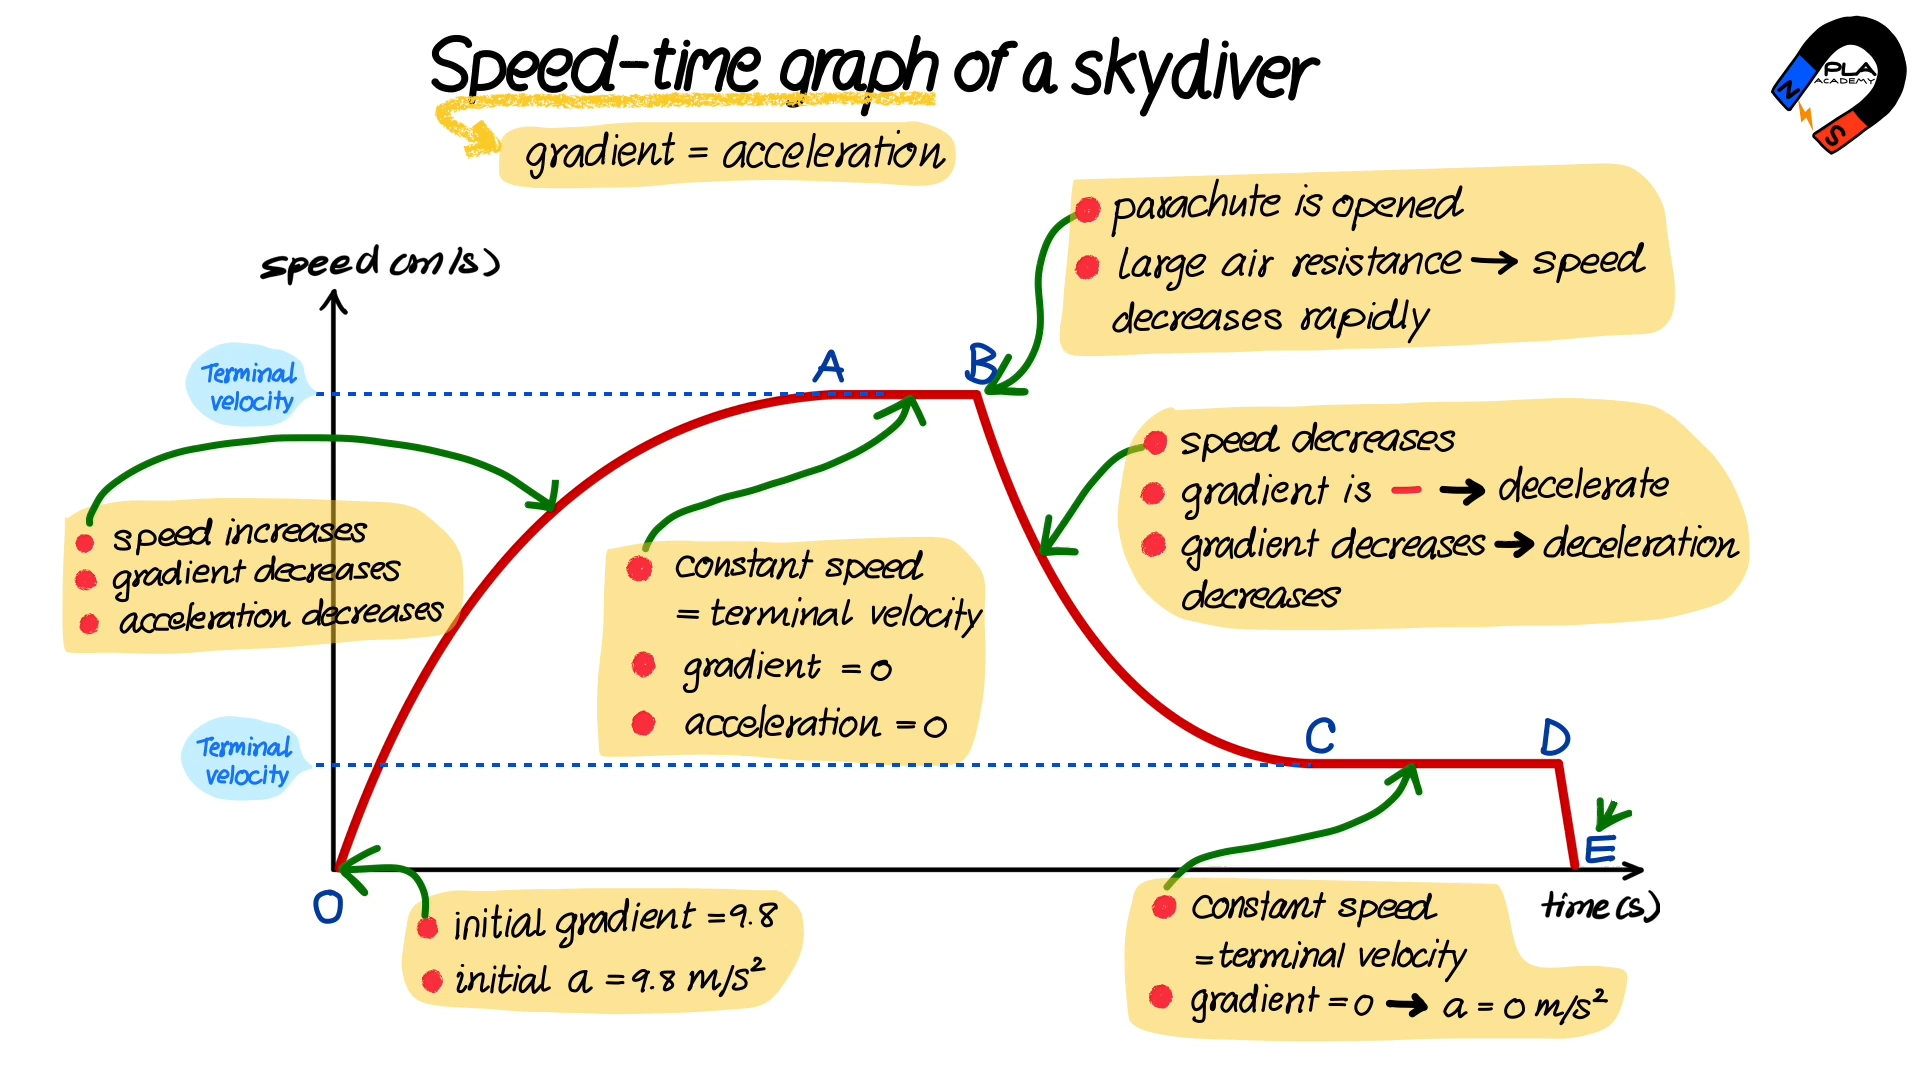 Speed-time graph of a skydiver
gradient = acceleration
N S
PLA
ACADEMY
speed (m/s)
parachute is opened
large air resistance → speed
decreases rapidly
Terminal
velocity
A
B
speed decreases
gradient is − → decelerate
gradient decreases → deceleration
decreases
speed increases
gradient decreases
acceleration decreases
constant speed
= terminal velocity
gradient = 0
acceleration = 0
Terminal
velocity
C
D
E
O
time (s)
initial gradient = 9.8
initial a = 9.8 m/s²
constant speed
= terminal velocity
gradient = 0 → a = 0 m/s²